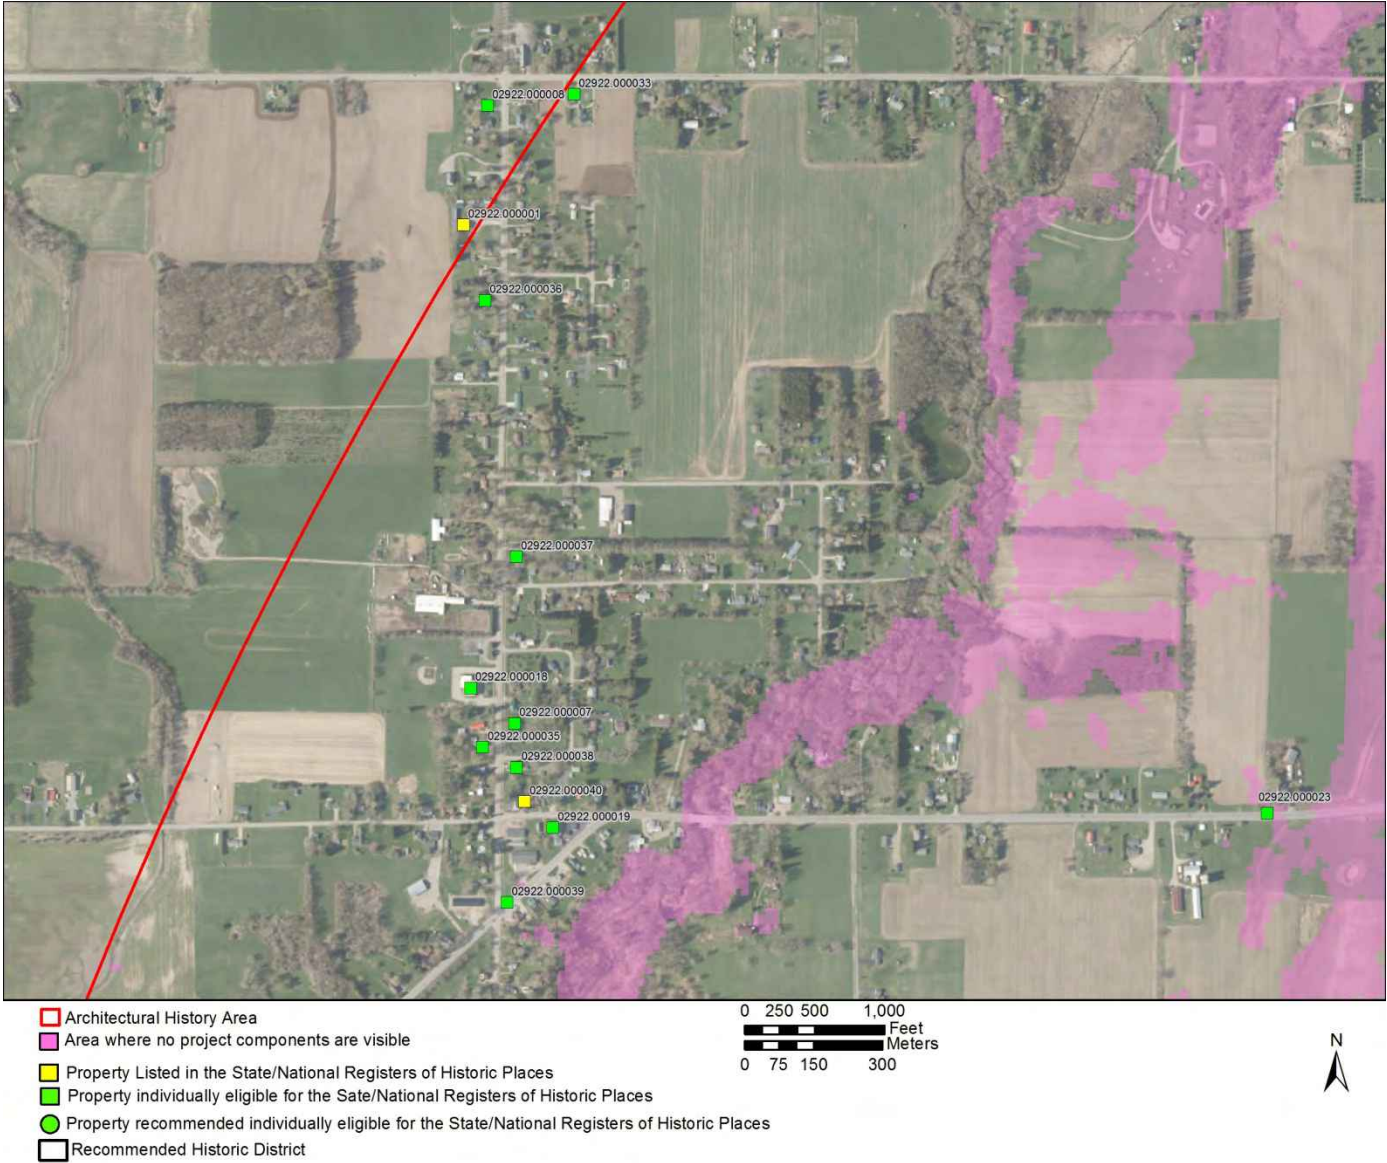 02922.000033
02922.000008
02922.000001
02922.000036
02922.000037
02922.000018
02922.000007
02922.000035
02922.000038
02922.000040
02922.000023
02922.000019
02922.000039
Architectural History Area
Area where no project components are visible
Property Listed in the State/National Registers of Historic Places
Property individually eligible for the Sate/National Registers of Historic Places
Property recommended individually eligible for the State/National Registers of Historic Places
Recommended Historic District
0 250 500 1,000
Feet
Meters
0 75 150 300
N